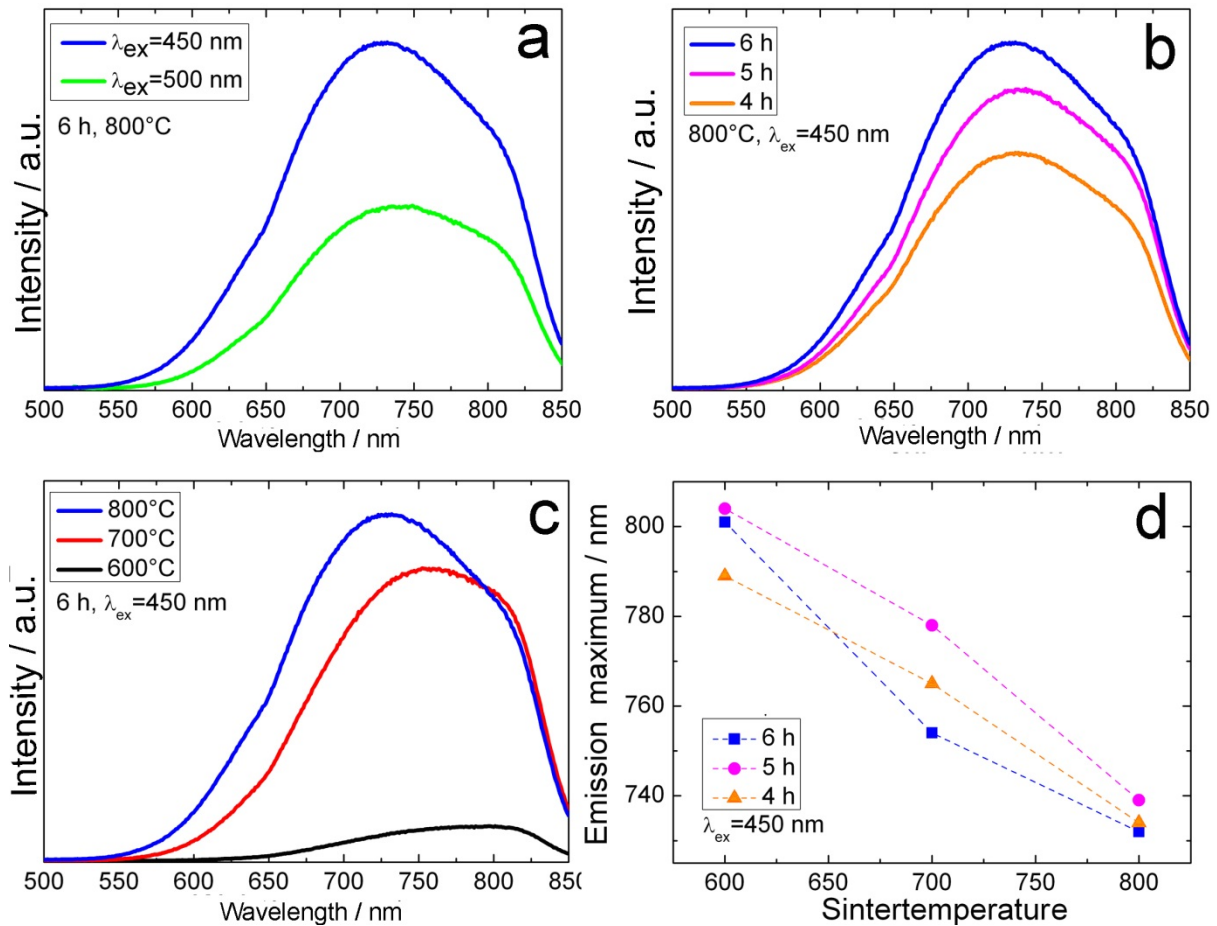 a
λex=450 nm
λex=500 nm
6 h, 800°C
Intensity / a.u.
500 550 600 650 700 750 800 850
Wavelength / nm
b
6 h
5 h
4 h
800°C, λex=450 nm
Intensity / a.u.
500 550 600 650 700 750 800 850
Wavelength / nm
c
800°C
700°C
600°C
6 h, λex=450 nm
Intensity / a.u.
500 550 600 650 700 750 800 850
Wavelength / nm
d
Emission maximum / nm
800
780
760
740
6 h
5 h
4 h
λex=450 nm
600 700 800
Sintertemperature